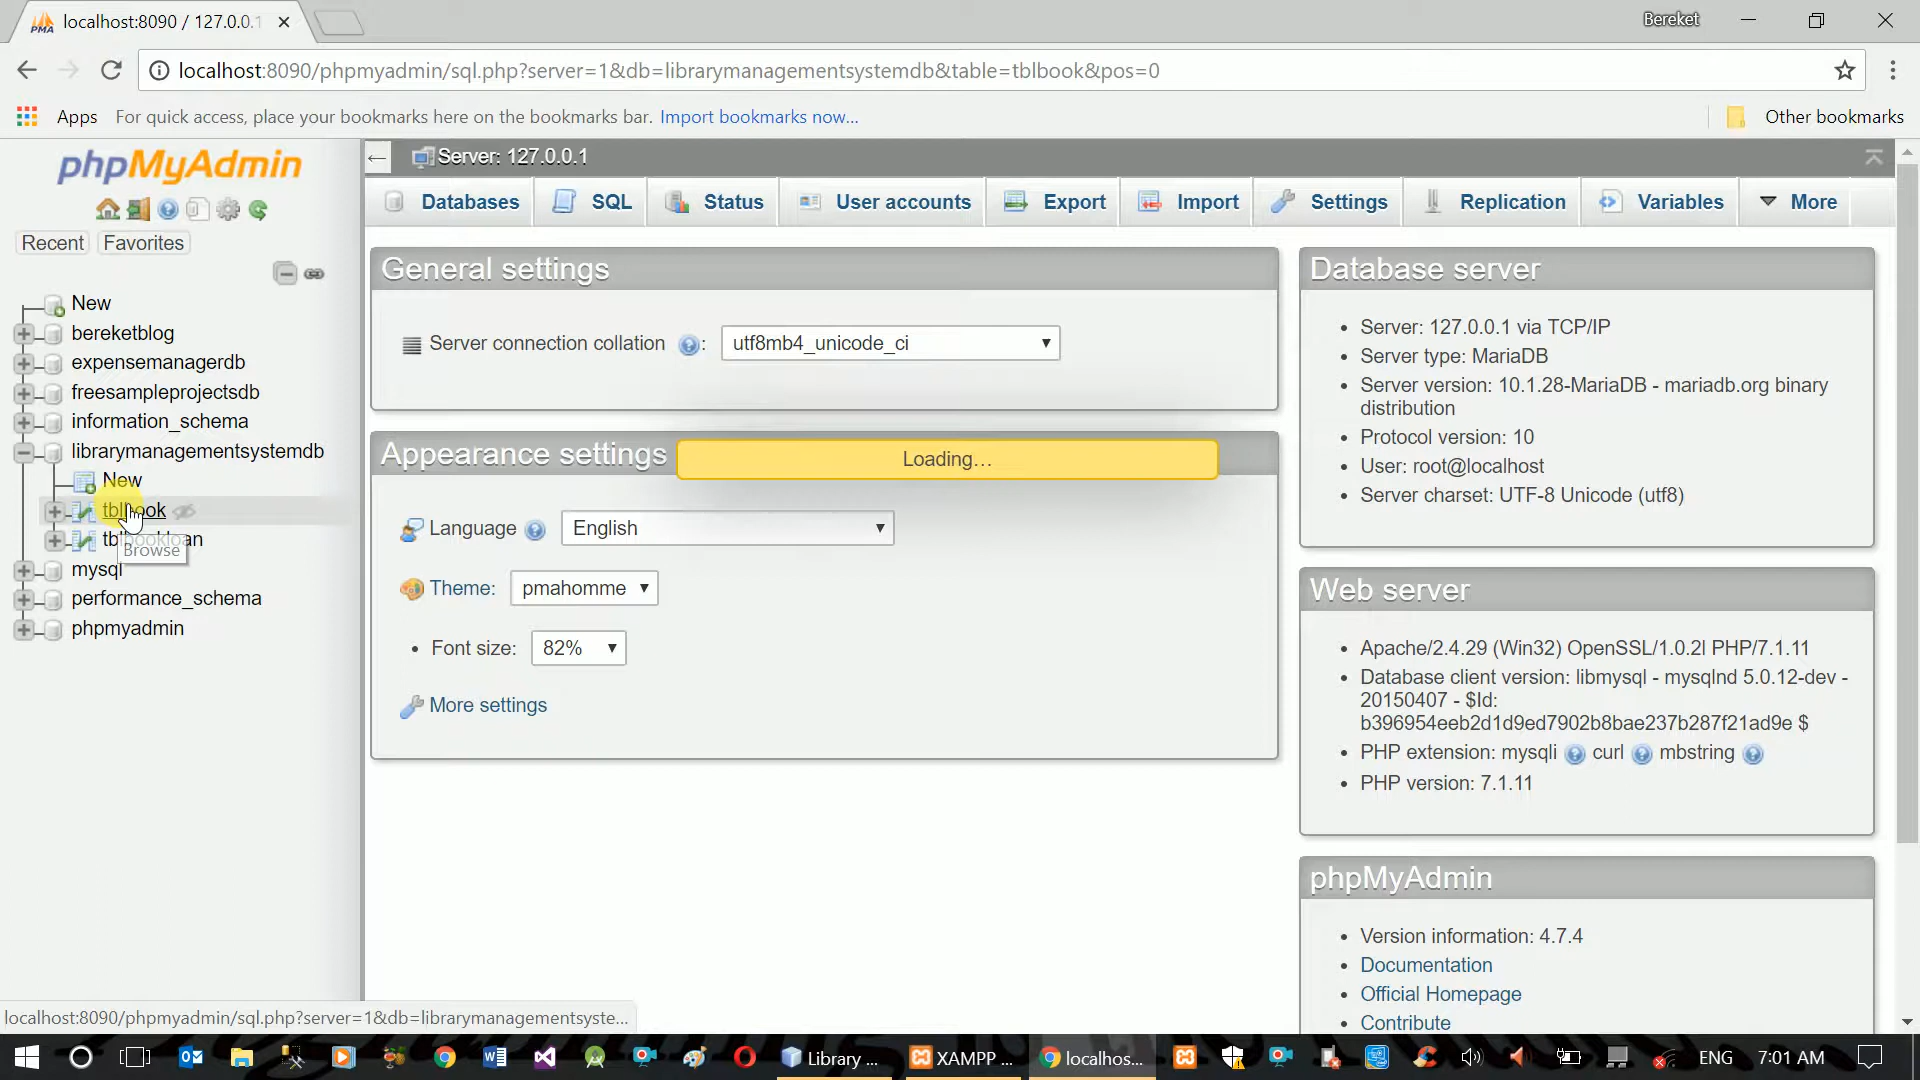 localhost:8090 / 127.0.0.1
Bereket
localhost:8090/phpmyadmin/sql.php?server=1&db=librarymanagementsystemdb&table=tblbook&pos=0
Apps
For quick access, place your bookmarks here on the bookmarks bar. Import bookmarks now...
Other bookmarks
phpMyAdmin
Recent
Favorites
New
bereketblog
expensemanagerdb
freesampleprojectsdb
information_schema
librarymanagementsystemdb
New
tblbook
Browse
mysql
performance_schema
phpmyadmin
Server: 127.0.0.1
Databases
SQL
Status
User accounts
Export
Import
Settings
Replication
Variables
More
General settings
Server connection collation
:
utf8mb4_unicode_ci
Appearance settings
Loading…
Language
English
Theme:
pmahomme
• Font size:
82%
More settings
Database server
• Server: 127.0.0.1 via TCP/IP
• Server type: MariaDB
• Server version: 10.1.28-MariaDB - mariadb.org binary
distribution
• Protocol version: 10
• User: root@localhost
• Server charset: UTF-8 Unicode (utf8)
Web server
• Apache/2.4.29 (Win32) OpenSSL/1.0.2l PHP/7.1.11
• Database client version: libmysql - mysqlnd 5.0.12-dev -
20150407 - $Id:
b396954eeb2d1d9ed7902b8bae237b287f21ad9e $
• PHP extension: mysqli curl mbstring
• PHP version: 7.1.11
phpMyAdmin
• Version information: 4.7.4
• Documentation
• Official Homepage
• Contribute
localhost:8090/phpmyadmin/sql.php?server=1&db=librarymanagementsyste...
Library ...
XAMPP ...
localhos...
ENG
7:01 AM